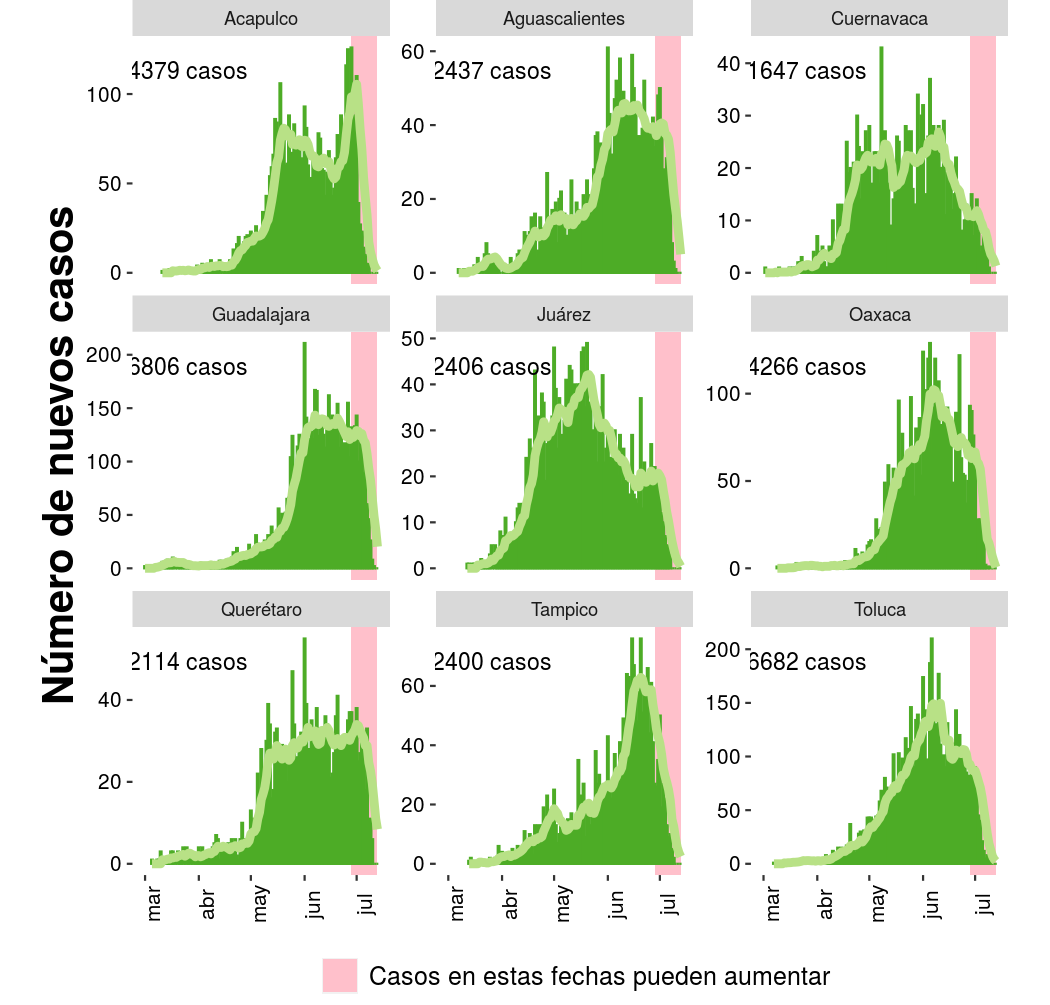 Número de nuevos casos
Acapulco
4379 casos
100
50
0
Aguascalientes
2437 casos
60
40
20
0
Cuernavaca
1647 casos
40
30
20
10
0
Guadalajara
6806 casos
200
150
100
50
0
Juárez
2406 casos
50
40
30
20
10
0
Oaxaca
4266 casos
100
50
0
Querétaro
2114 casos
40
20
0
mar abr may jun jul
Tampico
2400 casos
60
40
20
0
mar abr may jun jul
Toluca
6682 casos
200
150
100
50
0
mar abr may jun jul
Casos en estas fechas pueden aumentar